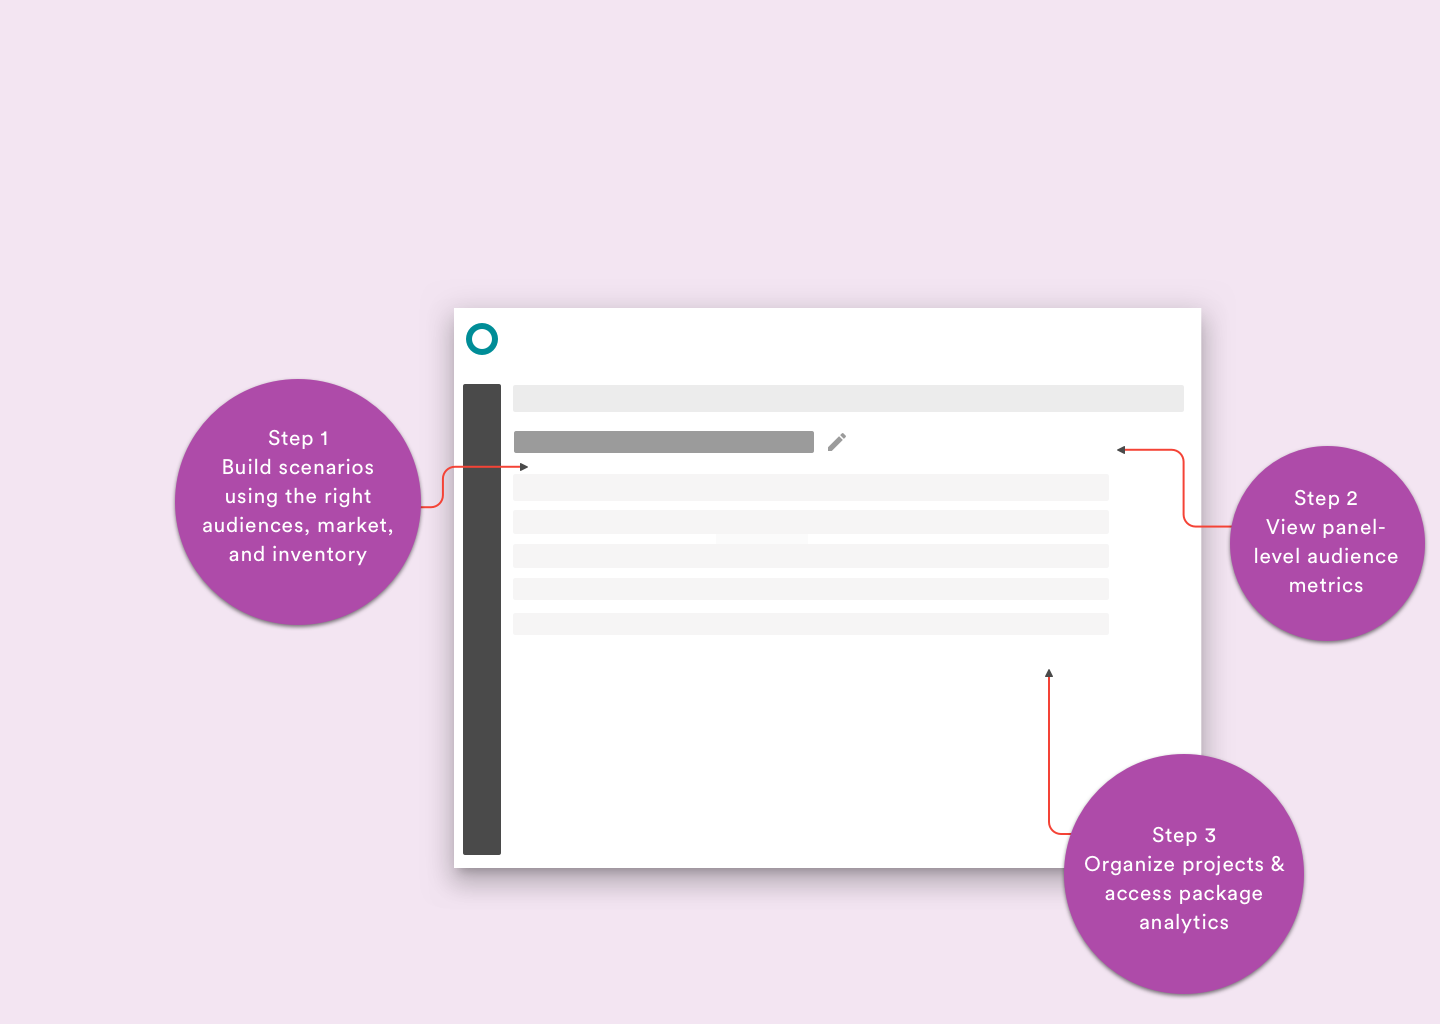 Step 1
Build scenarios
using the right
audiences, market,
and inventory
Step 2
View panel-
level audience
metrics
Step 3
Organize projects &
access package
analytics